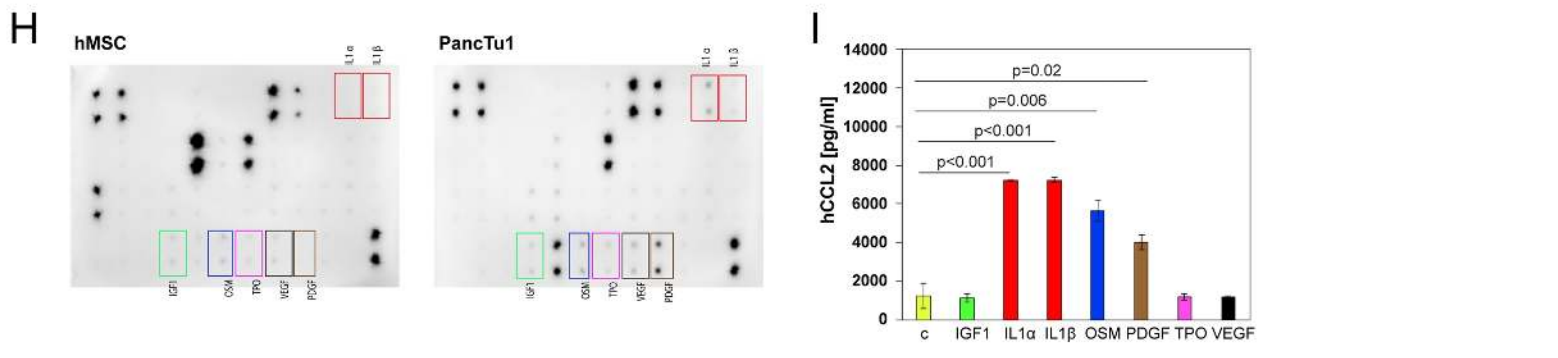 H
hMSC
IL1α
IL1β
IGF1
OSM
TPO
VEGF
PDGF
PancTu1
IL1α
IL1β
IGF1
OSM
TPO
VEGF
PDGF
I
hCCL2 [pg/ml]
14000
12000
10000
8000
6000
4000
2000
0
p=0.02
p=0.006
p<0.001
p<0.001
c IGF1 IL1α IL1β OSM PDGF TPO VEGF